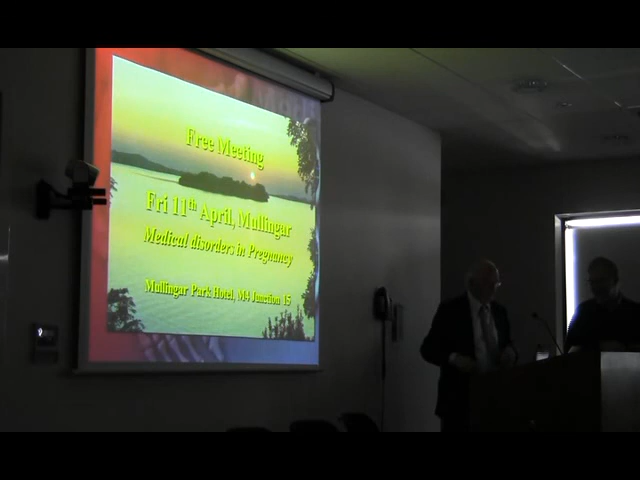 Free Meeting
Fri 11th April, Mullingar
Medical disorders in Pregnancy
Mullingar Park Hotel, M4 Junction 15